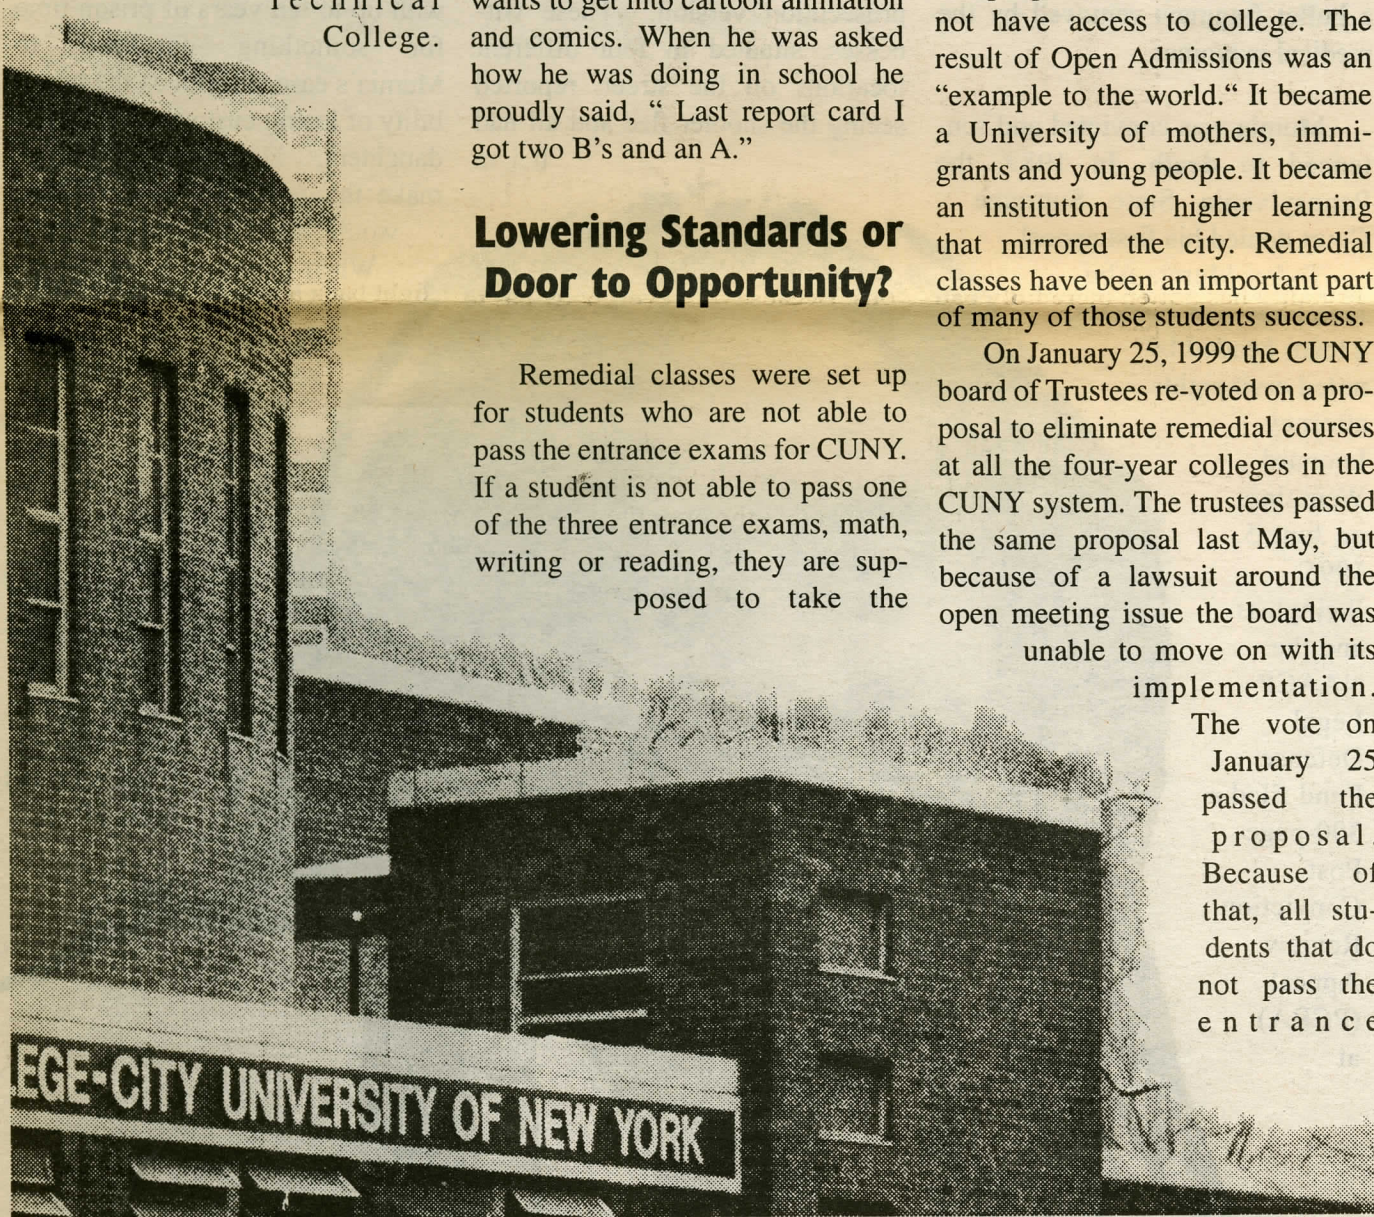 Technical
College.
wants to get into cartoon animation
and comics. When he was asked
how he was doing in school he
proudly said, “ Last report card I
got two B's and an A.”
Lowering Standards or
Door to Opportunity?
Remedial classes were set up
for students who are not able to
pass the entrance exams for CUNY.
If a student is not able to pass one
of the three entrance exams, math,
writing or reading, they are sup-
posed to take the
not have access to college. The
result of Open Admissions was an
“example to the world.“ It became
a University of mothers, immi-
grants and young people. It became
an institution of higher learning
that mirrored the city. Remedial
classes have been an important part
of many of those students success.
On January 25, 1999 the CUNY
board of Trustees re-voted on a pro-
posal to eliminate remedial courses
at all the four-year colleges in the
CUNY system. The trustees passed
the same proposal last May, but
because of a lawsuit around the
open meeting issue the board was
unable to move on with its
implementation.
The vote on
January 25
passed the
proposal.
Because of
that, all stu-
dents that do
not pass the
entrance
LEGE-CITY UNIVERSITY OF NEW YORK